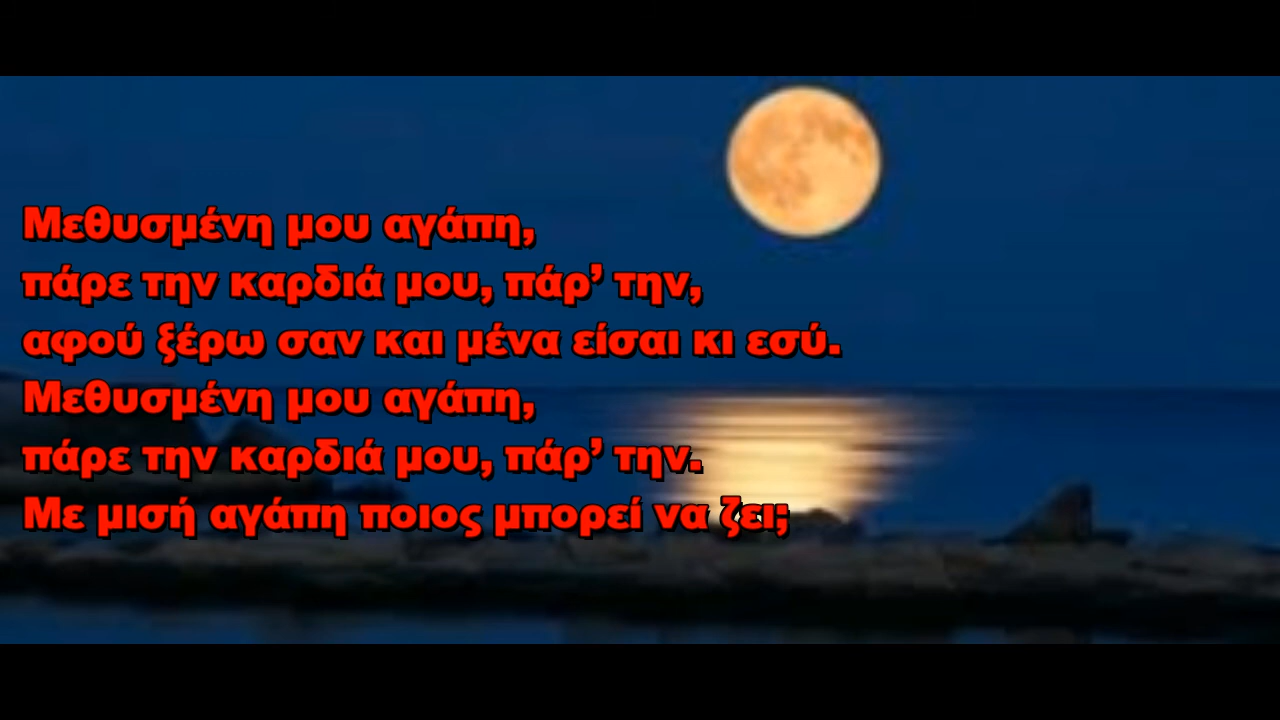 Μεθυσμένη μου αγάπη,
πάρε την καρδιά μου, πάρ’ την,
αφού ξέρω σαν και μένα είσαι κι εσύ.
Μεθυσμένη μου αγάπη,
πάρε την καρδιά μου, πάρ’ την.
Με μισή αγάπη ποιος μπορεί να ζει;